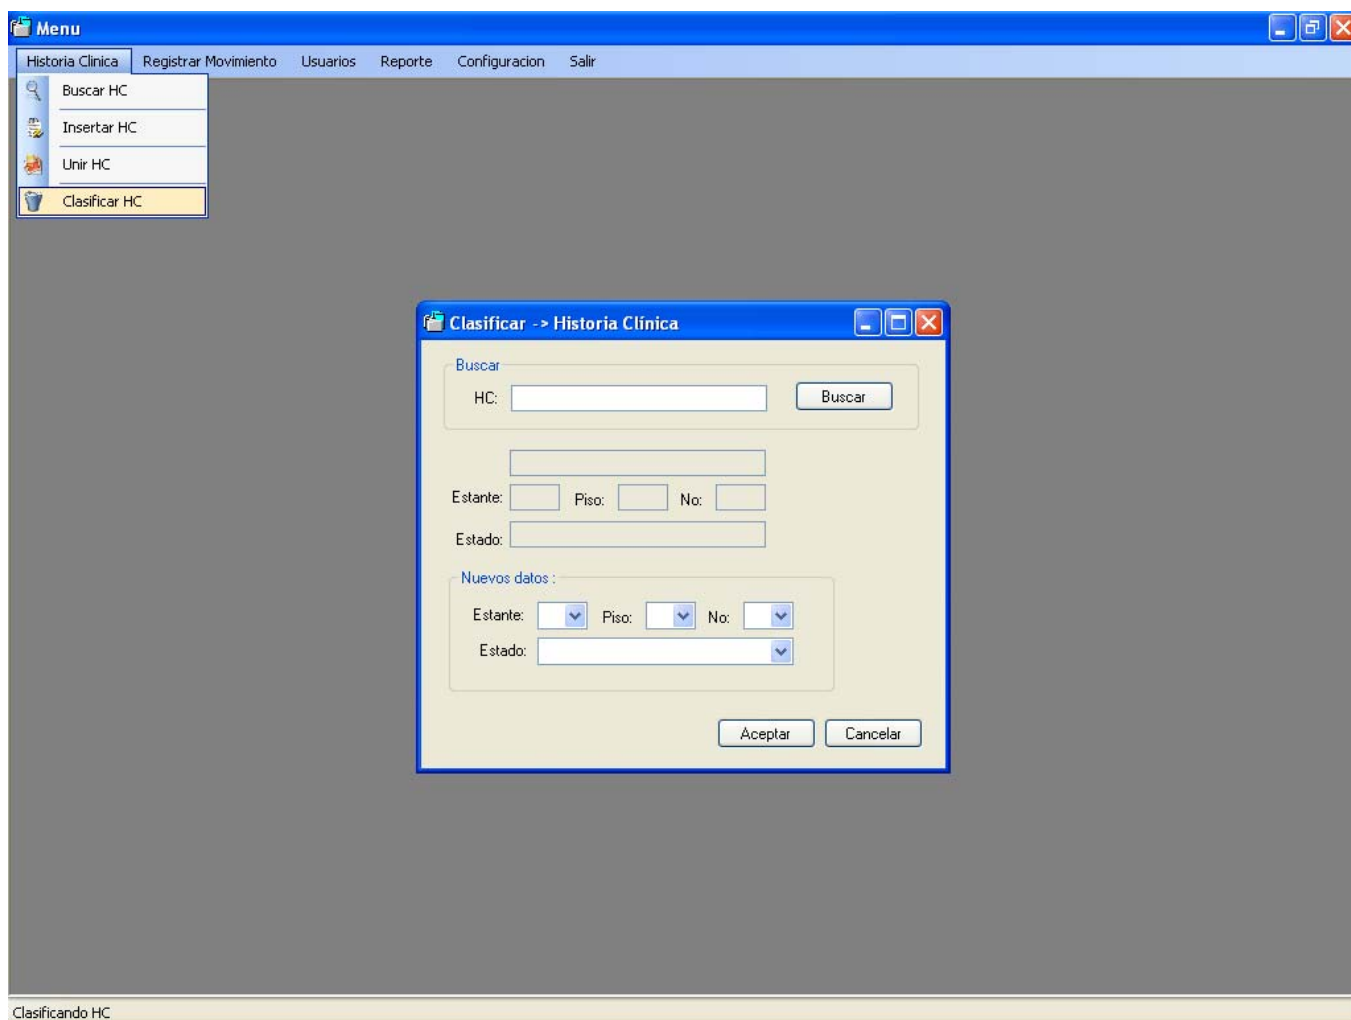 Menu
Historia Clinica Registrar Movimiento Usuarios Reporte Configuracion Salir
Buscar HC
Insertar HC
Unir HC
Clasificar HC
Clasificar -> Historia Clínica
Buscar
HC: Buscar
Estante: Piso: No:
Estado:
Nuevos datos :
Estante: Piso: No:
Estado:
Aceptar Cancelar
Clasificando HC